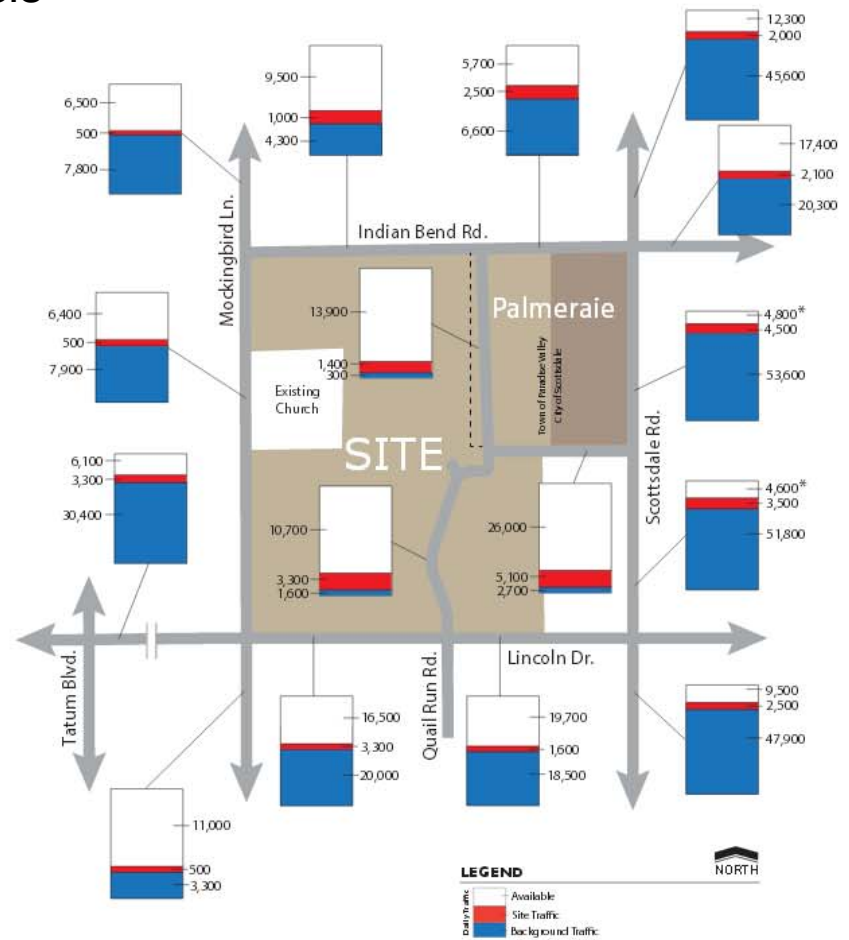 12,300
2,000
45,600
9,500
1,000
4,300
5,700
2,500
6,600
6,500
500
7,800
17,400
2,100
20,300
Mockingbird Ln.
Indian Bend Rd.
13,900
1,400
300
Palmeraie
Town of Paradise Valley
City of Scottsdale
6,400
500
7,900
4,800*
4,500
53,600
Existing
Church
SITE
Scottsdale Rd.
6,100
3,300
30,400
10,700
3,300
1,600
26,000
5,100
2,700
4,600*
3,500
51,800
Tatum Blvd.
Quail Run Rd.
Lincoln Dr.
16,500
3,300
20,000
19,700
1,600
18,500
9,500
2,500
47,900
11,000
500
3,300
NORTH
LEGEND
Daily Traffic
Available
Site Traffic
Background Traffic